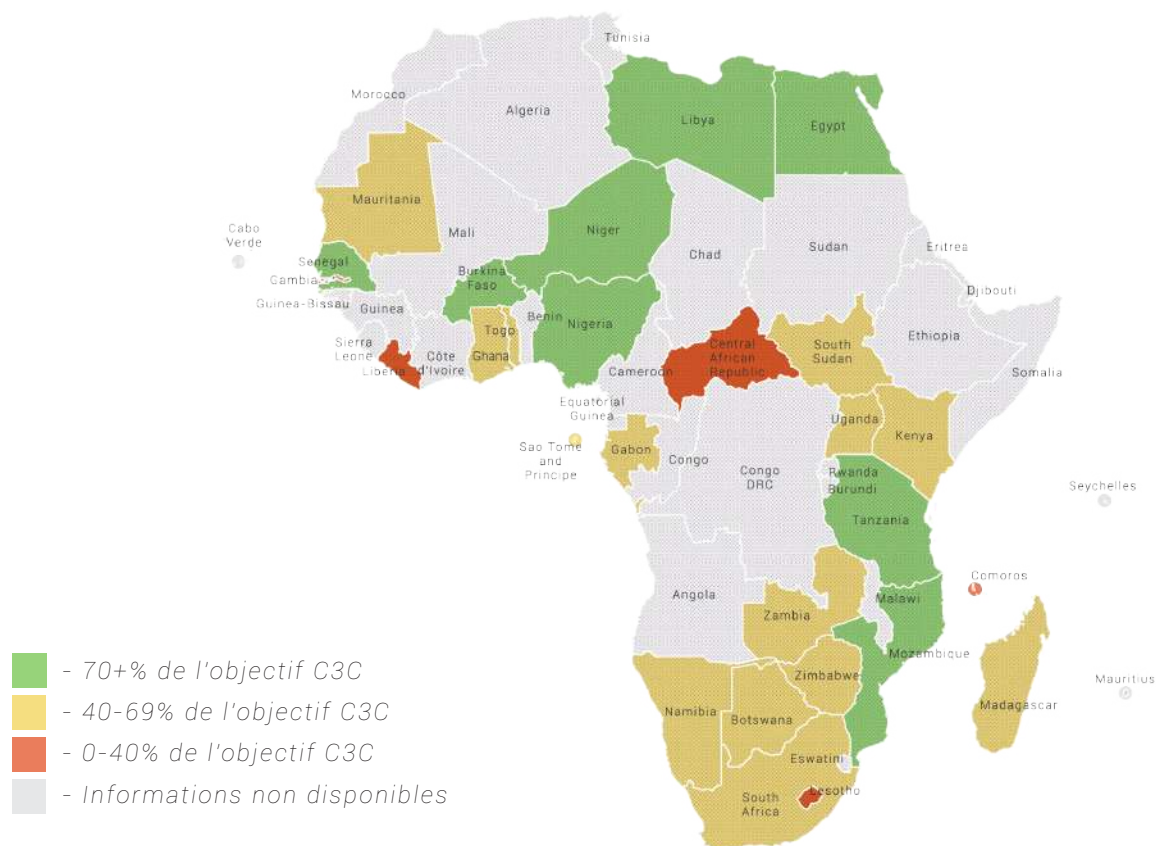 Tunisia
Morocco
Algeria
Libya
Egypt
Mauritania
Mali
Niger
Chad
Sudan
Eritrea
Cabo
Verde
Senegal
Gambia
Guinea-Bissau
Guinea
Burkina
Faso
Djibouti
Sierra
Leone
Liberia
Côte
d'Ivoire
Togo
Ghana
Benin
Nigeria
Ethiopia
Central
African
Republic
South
Sudan
Cameroon
Somalia
Equatorial
Guinea
Uganda
Kenya
Sao Tome
and
Principe
Gabon
Congo
Congo
DRC
Rwanda
Burundi
Seychelles
Tanzania
Comoros
Angola
Malawi
Zambia
Mozambique
Zimbabwe
Mauritius
Madagascar
Namibia
Botswana
Eswatini
Lesotho
South
Africa
- 70+% de l'objectif C3C
- 40-69% de l'objectif C3C
- 0-40% de l'objectif C3C
- Informations non disponibles